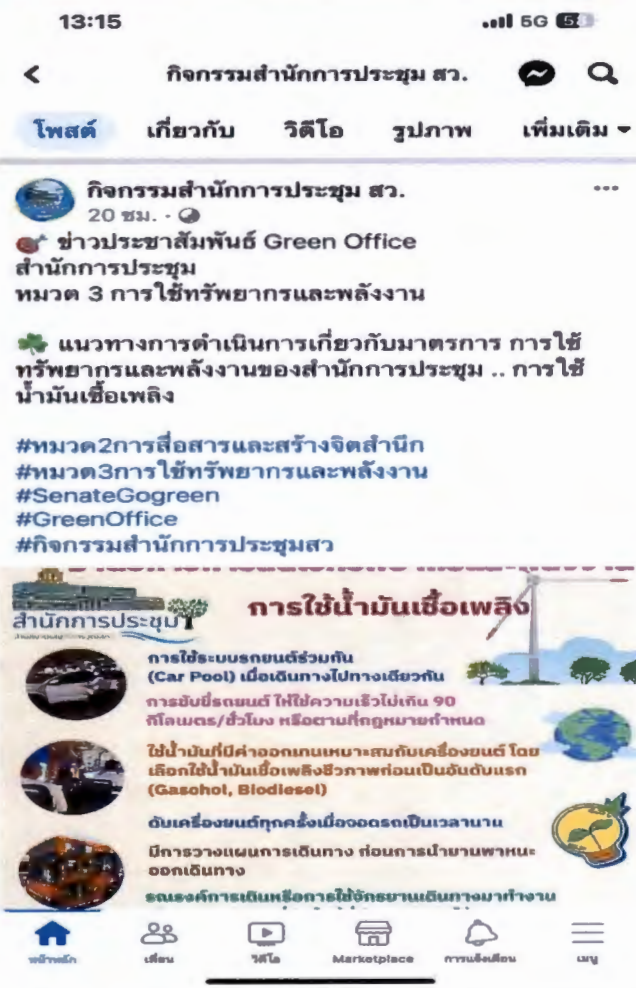 13:15
5G 5
กิจกรรมสำนักการประชุม สว.
โพสต์ เกี่ยวกับ วิดีโอ รูปภาพ เพิ่มเติม
กิจกรรมสำนักการประชุม สว.
20 ชม. ·
ข่าวประชาสัมพันธ์ Green Office
สำนักการประชุม
หมวด 3 การใช้ทรัพยากรและพลังงาน
แนวทางการดำเนินการเกี่ยวกับมาตรการ การใช้
ทรัพยากรและพลังงานของสำนักการประชุม .. การใช้
น้ำมันเชื้อเพลิง
#หมวด2การสื่อสารและสร้างจิตสำนึก
#หมวด3การใช้ทรัพยากรและพลังงาน
#SenateGogreen
#GreenOffice
#กิจกรรมสำนักการประชุมสว
สำนักการประชุม
การใช้น้ำมันเชื้อเพลิง
การใช้ระบบรถยนต์ร่วมกัน
(Car Pool) เมื่อเดินทางไปทางเดียวกัน
การขับขี่รถยนต์ ให้ใช้ความเร็วไม่เกิน 90
กิโลเมตร/ชั่วโมง หรือตามที่กฎหมายกำหนด
ใช้น้ำมันที่มีค่าออกเทนเหมาะสมกับเครื่องยนต์ โดย
เลือกใช้น้ำมันเชื้อเพลิงชีวภาพก่อนเป็นอันดับแรก
(Gasohol, Biodiesel)
ดับเครื่องยนต์ทุกครั้งเมื่อจอดรถเป็นเวลานาน
มีการวางแผนการเดินทาง ก่อนการนำยานพาหนะ
ออกเดินทาง
รณรงค์การเดินหรือการใช้จักรยานเดินทางมาทำงาน
หน้าหลัก เพื่อน วิดีโอ Marketplace การแจ้งเตือน เมนู